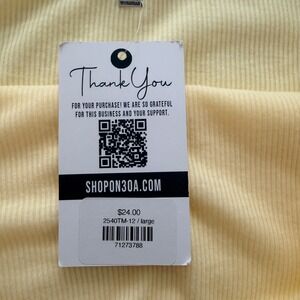 Thank You
FOR YOUR PURCHASE! WE ARE SO GRATEFUL
FOR THIS BUSINESS AND YOUR SUPPORT.
SHOPON30A.COM
$24.00
2540TM-12 / large
71273788